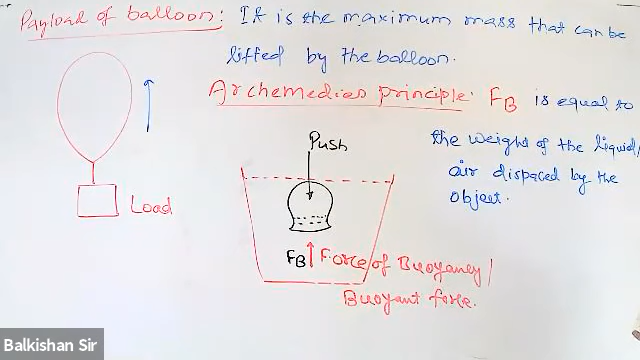 Payload of balloon: It is the maximum mass that can be
lifted by the balloon.
Archemedies principle: FB is equal to
the weight of the liquid/
air dispaced by the
object.
Push
Load
FB Force of Buoyancy/
Buoyant force.
Balkishan Sir